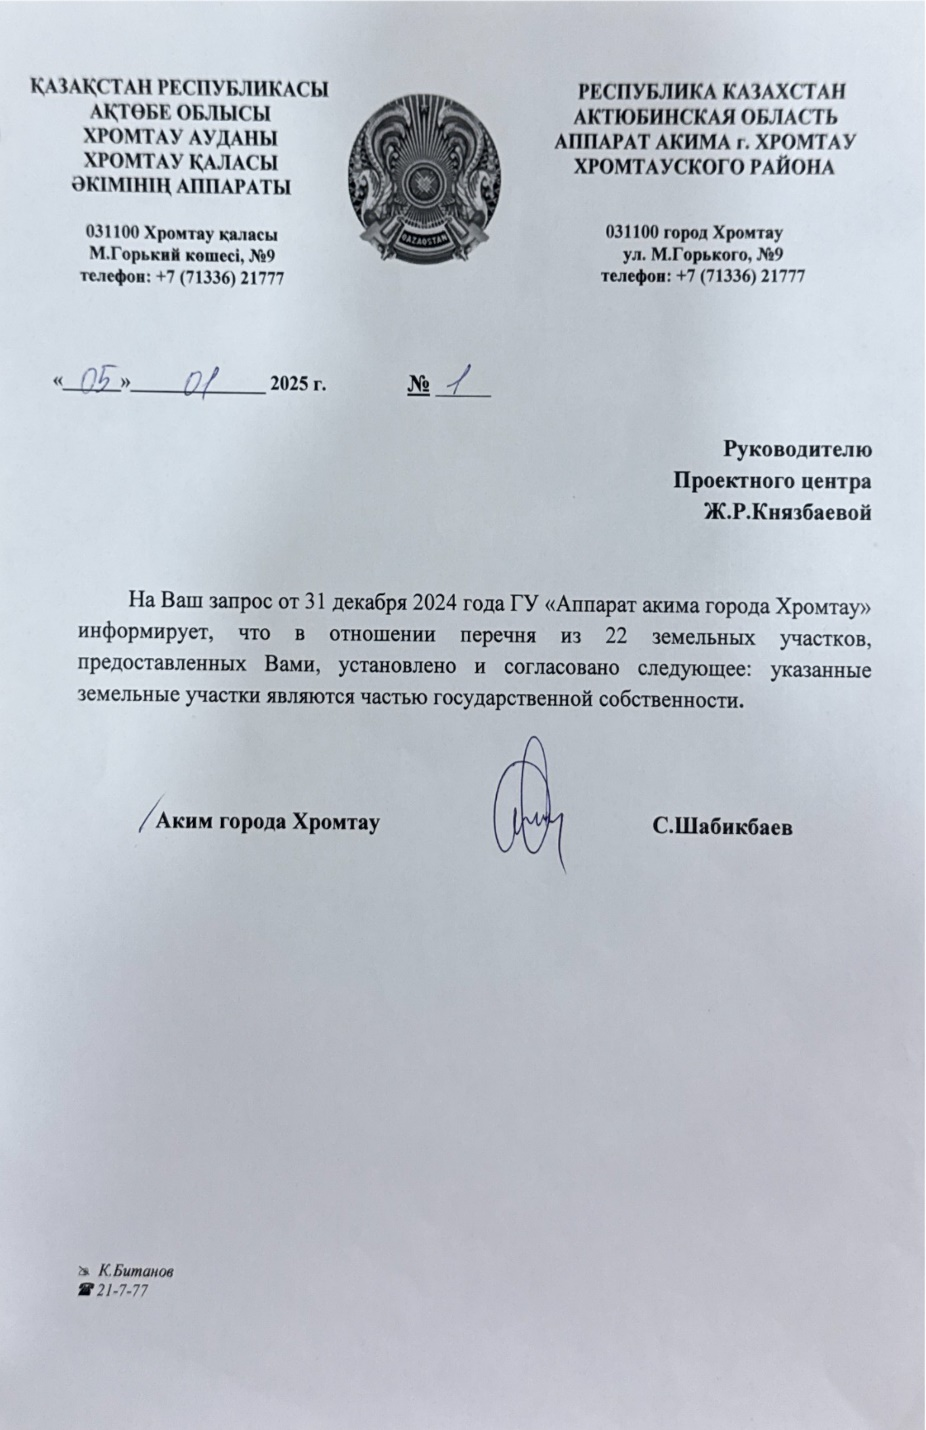 ҚАЗАҚСТАН РЕСПУБЛИКАСЫ
АҚТӨБЕ ОБЛЫСЫ
ХРОМТАУ АУДАНЫ
ХРОМТАУ ҚАЛАСЫ
ӘКІМІНІҢ АППАРАТЫ
031100 Хромтау қаласы
М.Горький көшесі, №9
телефон: +7 (71336) 21777
QAZAQSTAN
РЕСПУБЛИКА КАЗАХСТАН
АКТЮБИНСКАЯ ОБЛАСТЬ
АППАРАТ АКИМА г. ХРОМТАУ
ХРОМТАУСКОГО РАЙОНА
031100 город Хромтау
ул. М.Горького, №9
телефон: +7 (71336) 21777
«05» 01 2025 г. № 1
Руководителю
Проектного центра
Ж.Р.Князбаевой
На Ваш запрос от 31 декабря 2024 года ГУ «Аппарат акима города Хромтау»
информирует, что в отношении перечня из 22 земельных участков,
предоставленных Вами, установлено и согласовано следующее: указанные
земельные участки являются частью государственной собственности.
Аким города Хромтау С.Шабикбаев
К.Битанов
21-7-77